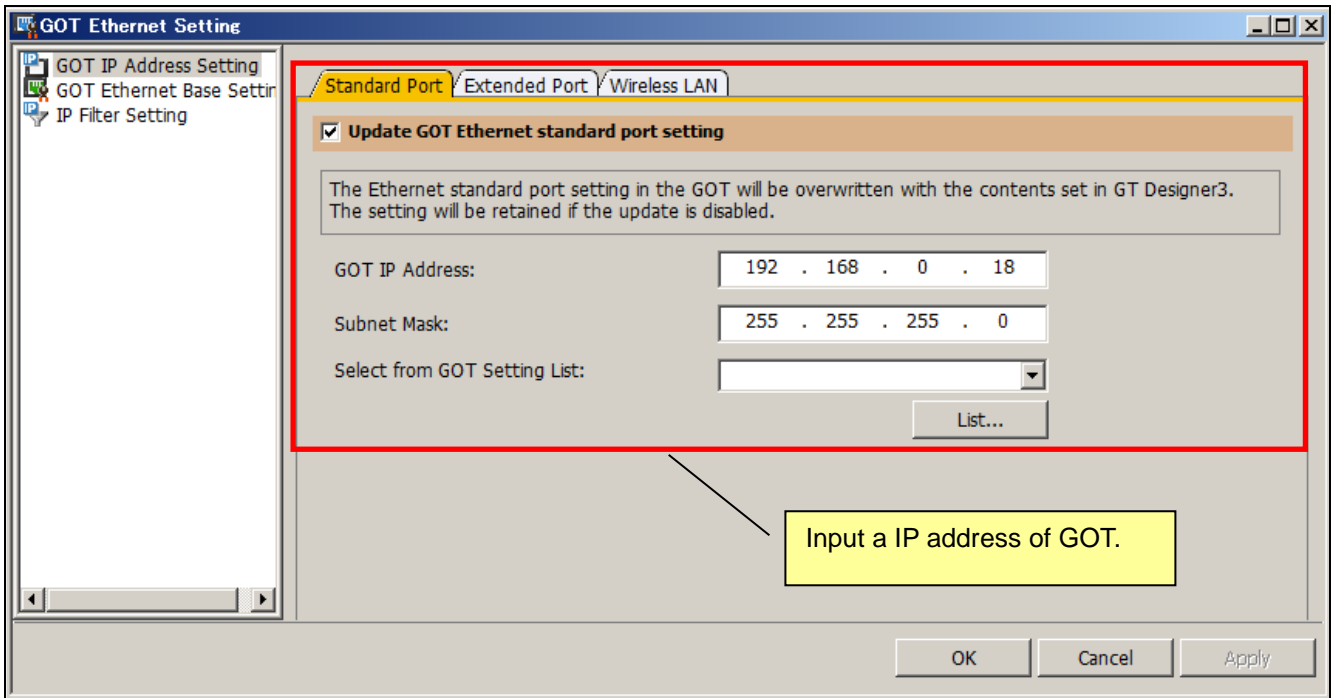 GOT Ethernet Setting
GOT IP Address Setting
GOT Ethernet Base Settin
IP Filter Setting
Standard Port Extended Port Wireless LAN
Update GOT Ethernet standard port setting
The Ethernet standard port setting in the GOT will be overwritten with the contents set in GT Designer3.
The setting will be retained if the update is disabled.
GOT IP Address: 192 . 168 . 0 . 18
Subnet Mask: 255 . 255 . 255 . 0
Select from GOT Setting List:
List...
Input a IP address of GOT.
OK Cancel Apply